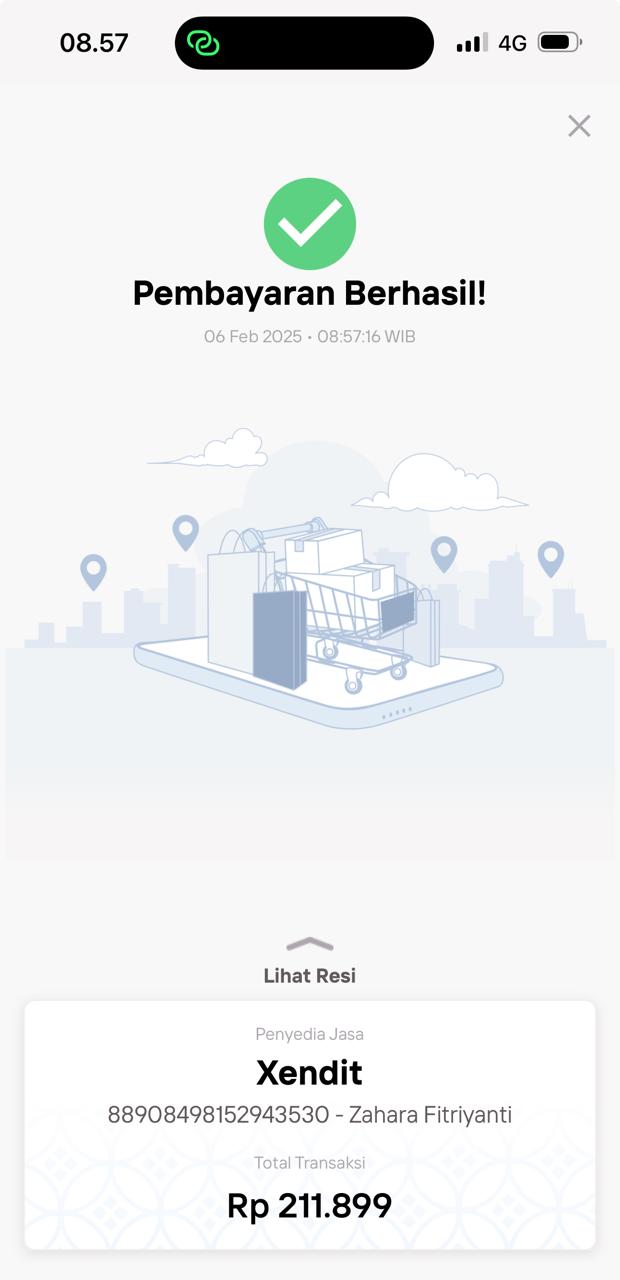 08.57
4G
Pembayaran Berhasil!
06 Feb 2025 • 08:57:16 WIB
Lihat Resi
Penyedia Jasa
Xendit
88908498152943530 - Zahara Fitriyanti
Total Transaksi
Rp 211.899